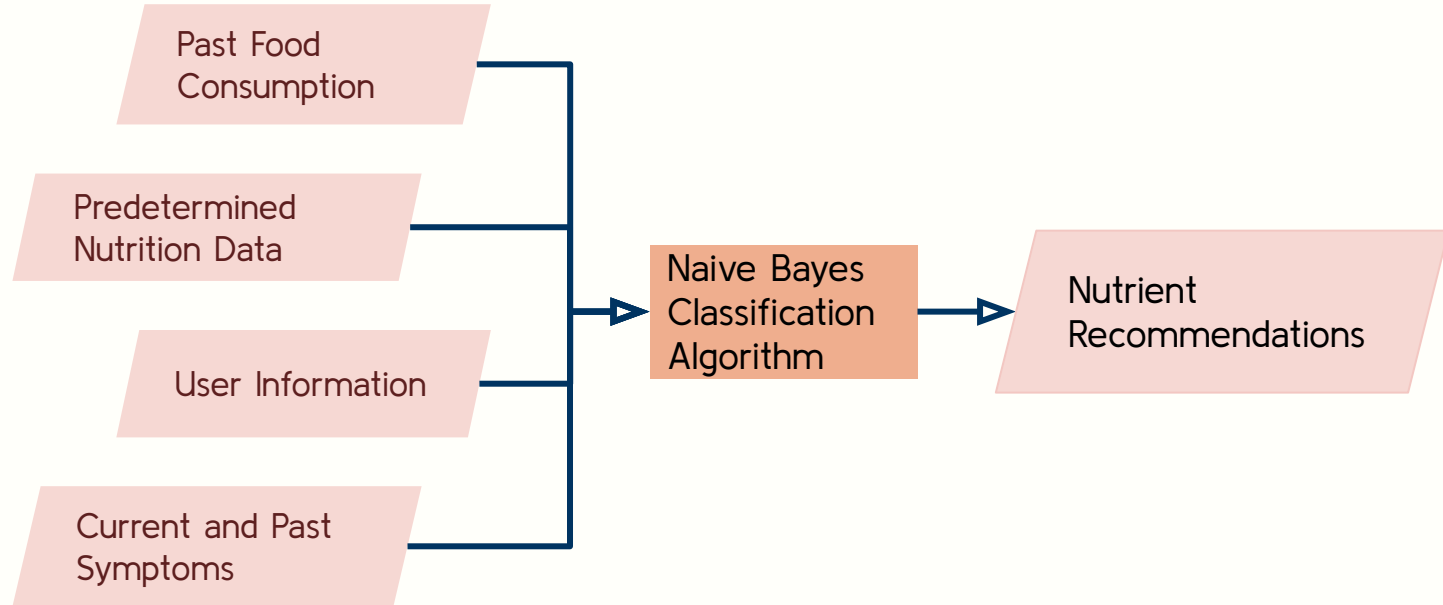 Past Food
Consumption
Predetermined
Nutrition Data
User Information
Current and Past
Symptoms
Naive Bayes
Classification
Algorithm
Nutrient
Recommendations